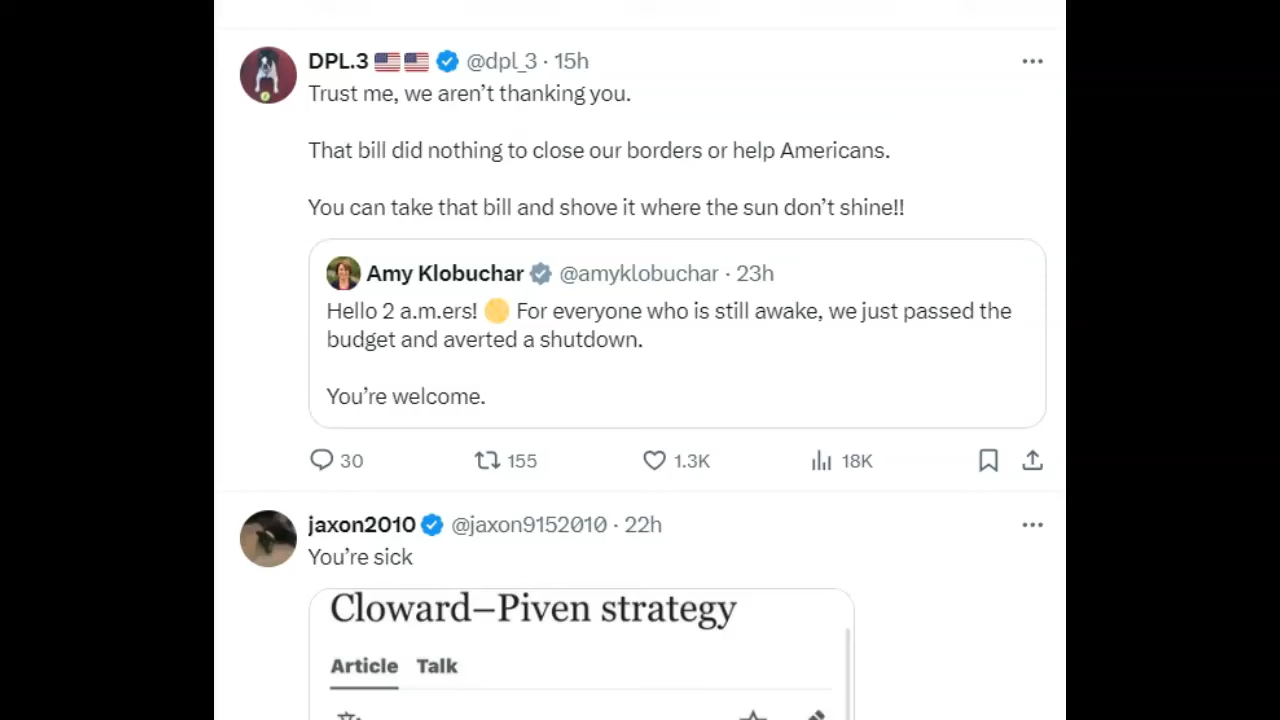 DPL.3 🇺🇸🇺🇸 @dpl_3 · 15h
Trust me, we aren’t thanking you.
That bill did nothing to close our borders or help Americans.
You can take that bill and shove it where the sun don’t shine!!
Amy Klobuchar @amyklobuchar · 23h
Hello 2 a.m.ers! 🌕 For everyone who is still awake, we just passed the
budget and averted a shutdown.
You’re welcome.
30 155 1.3K 18K
jaxon2010 @jaxon9152010 · 22h
You’re sick
Cloward–Piven strategy
Article Talk